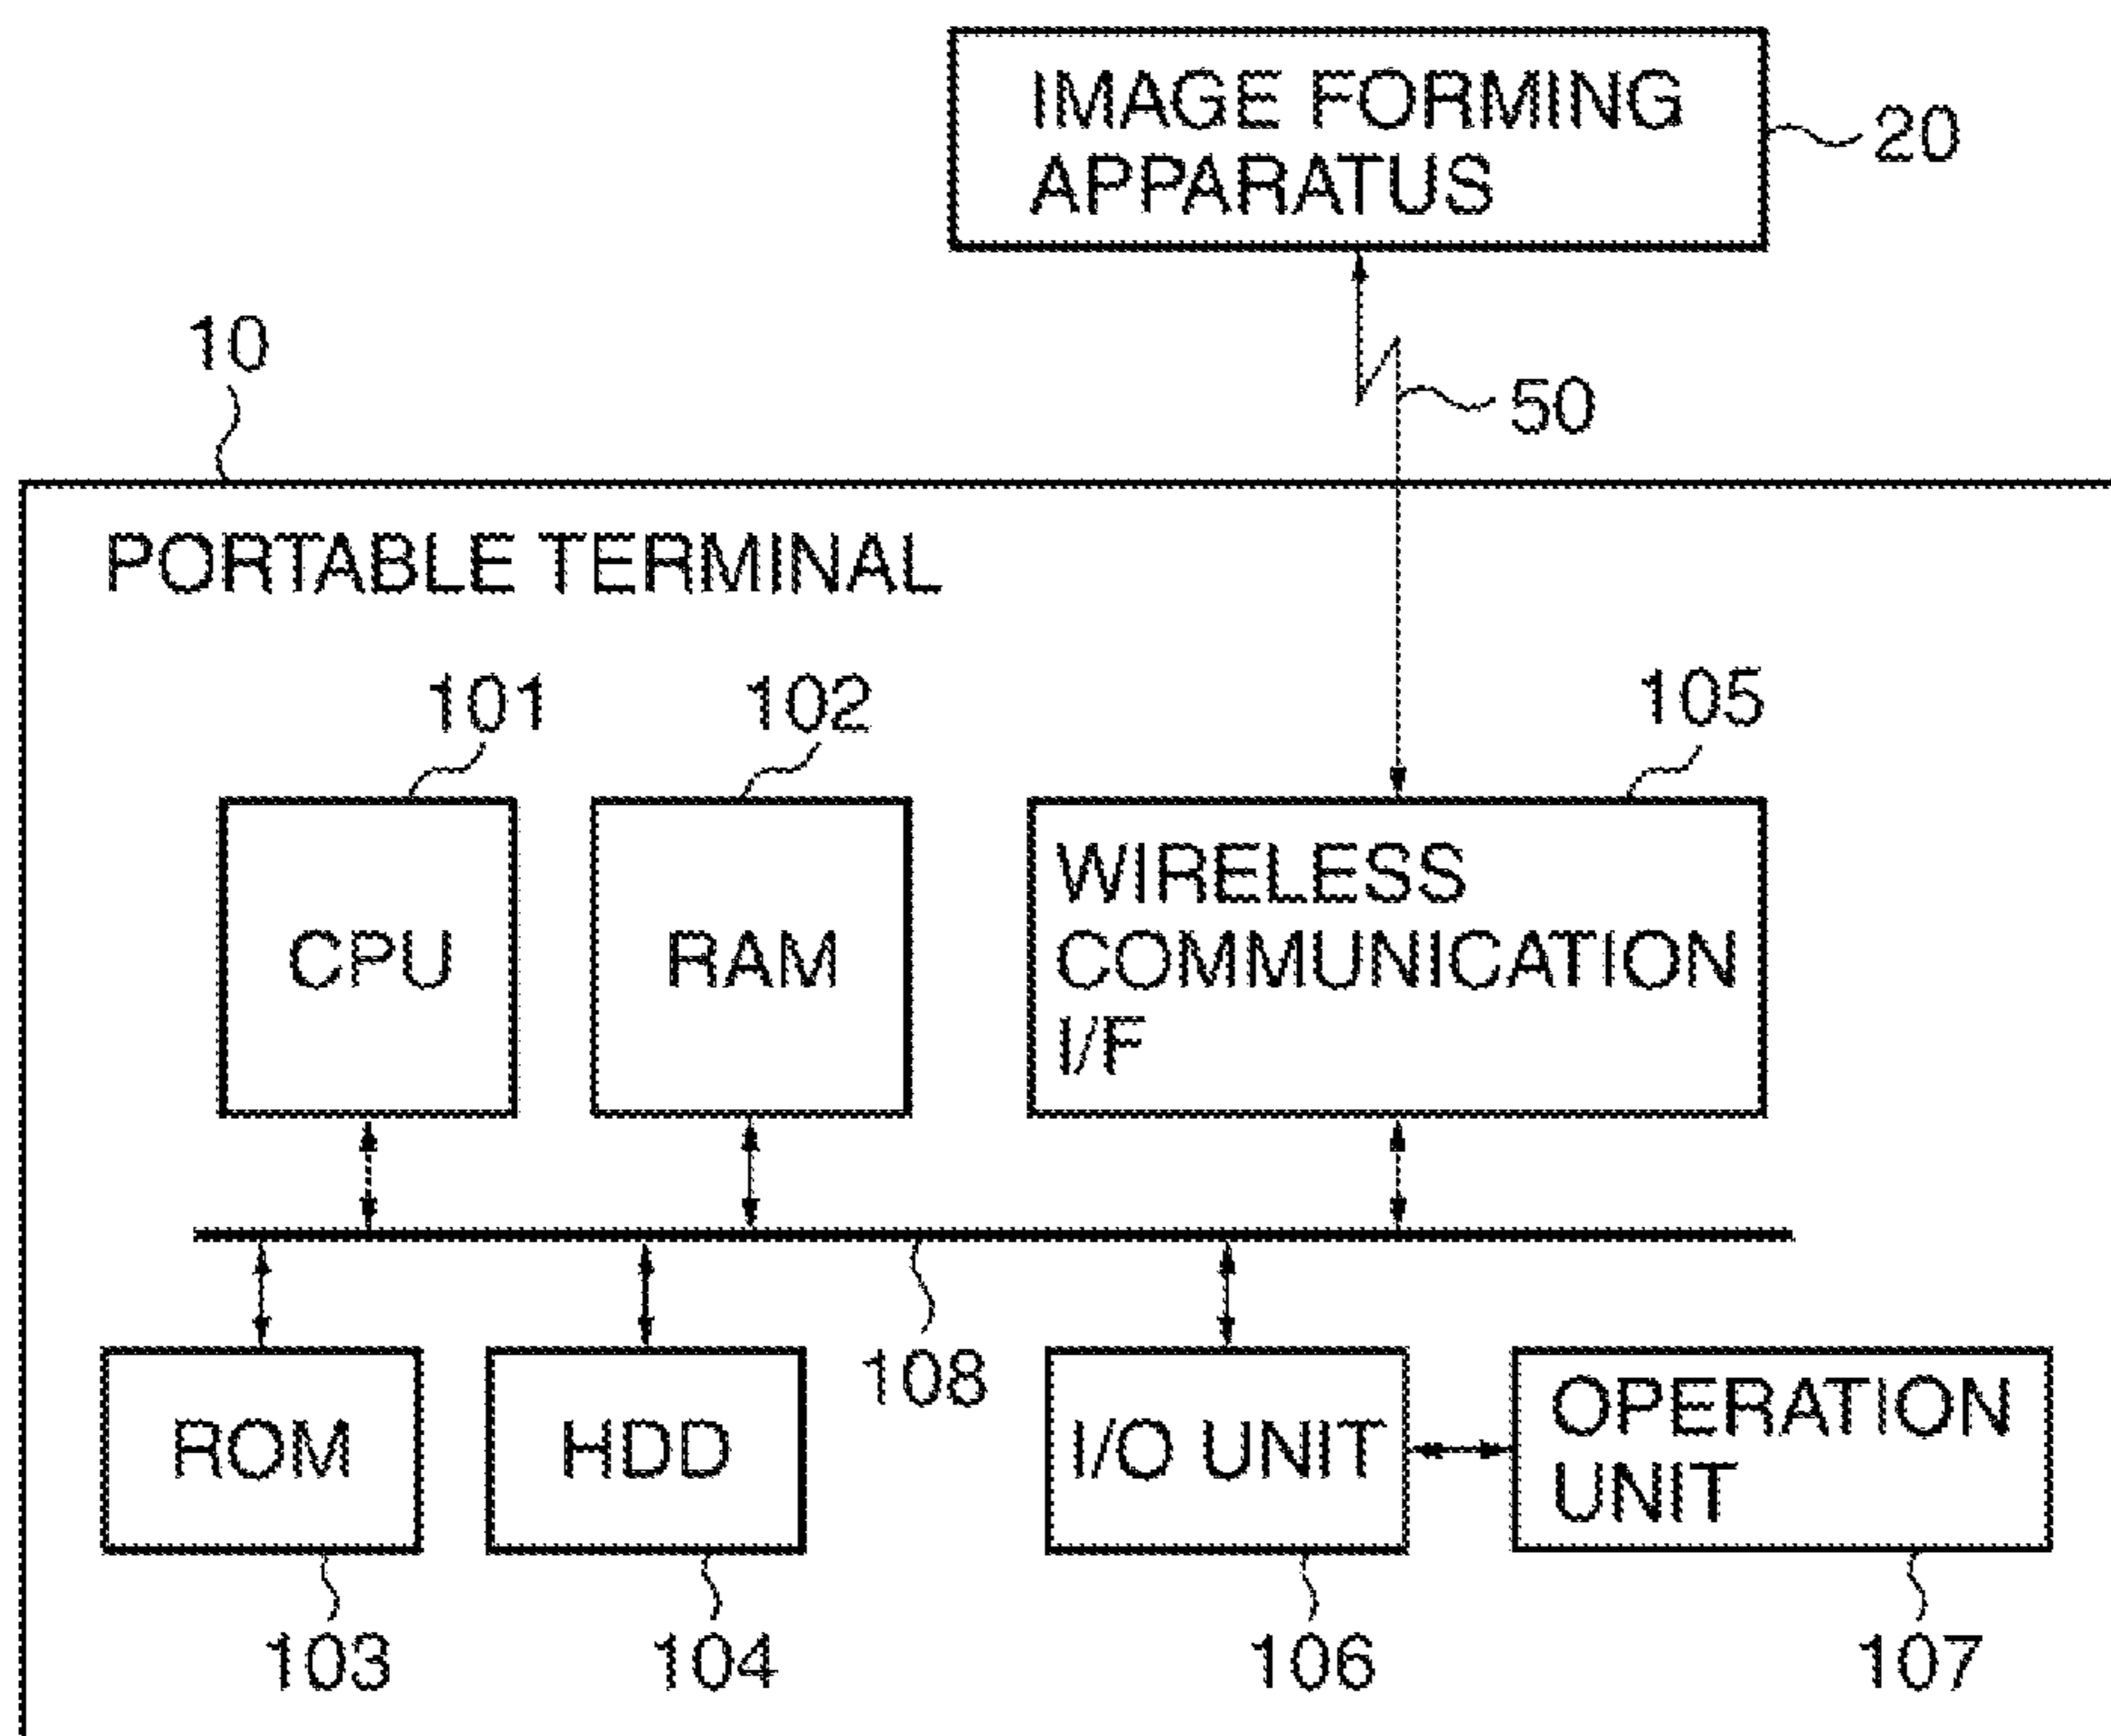 IMAGE FORMING
APPARATUS
20
10
50
PORTABLE TERMINAL
101
102
105
CPU
RAM
WIRELESS
COMMUNICATION
I/F
108
ROM
HDD
I/O UNIT
OPERATION
UNIT
103
104
106
107